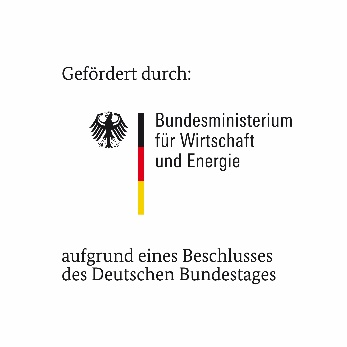 Gefördert durch:
Bundesministerium
für Wirtschaft
und Energie
aufgrund eines Beschlusses
des Deutschen Bundestages